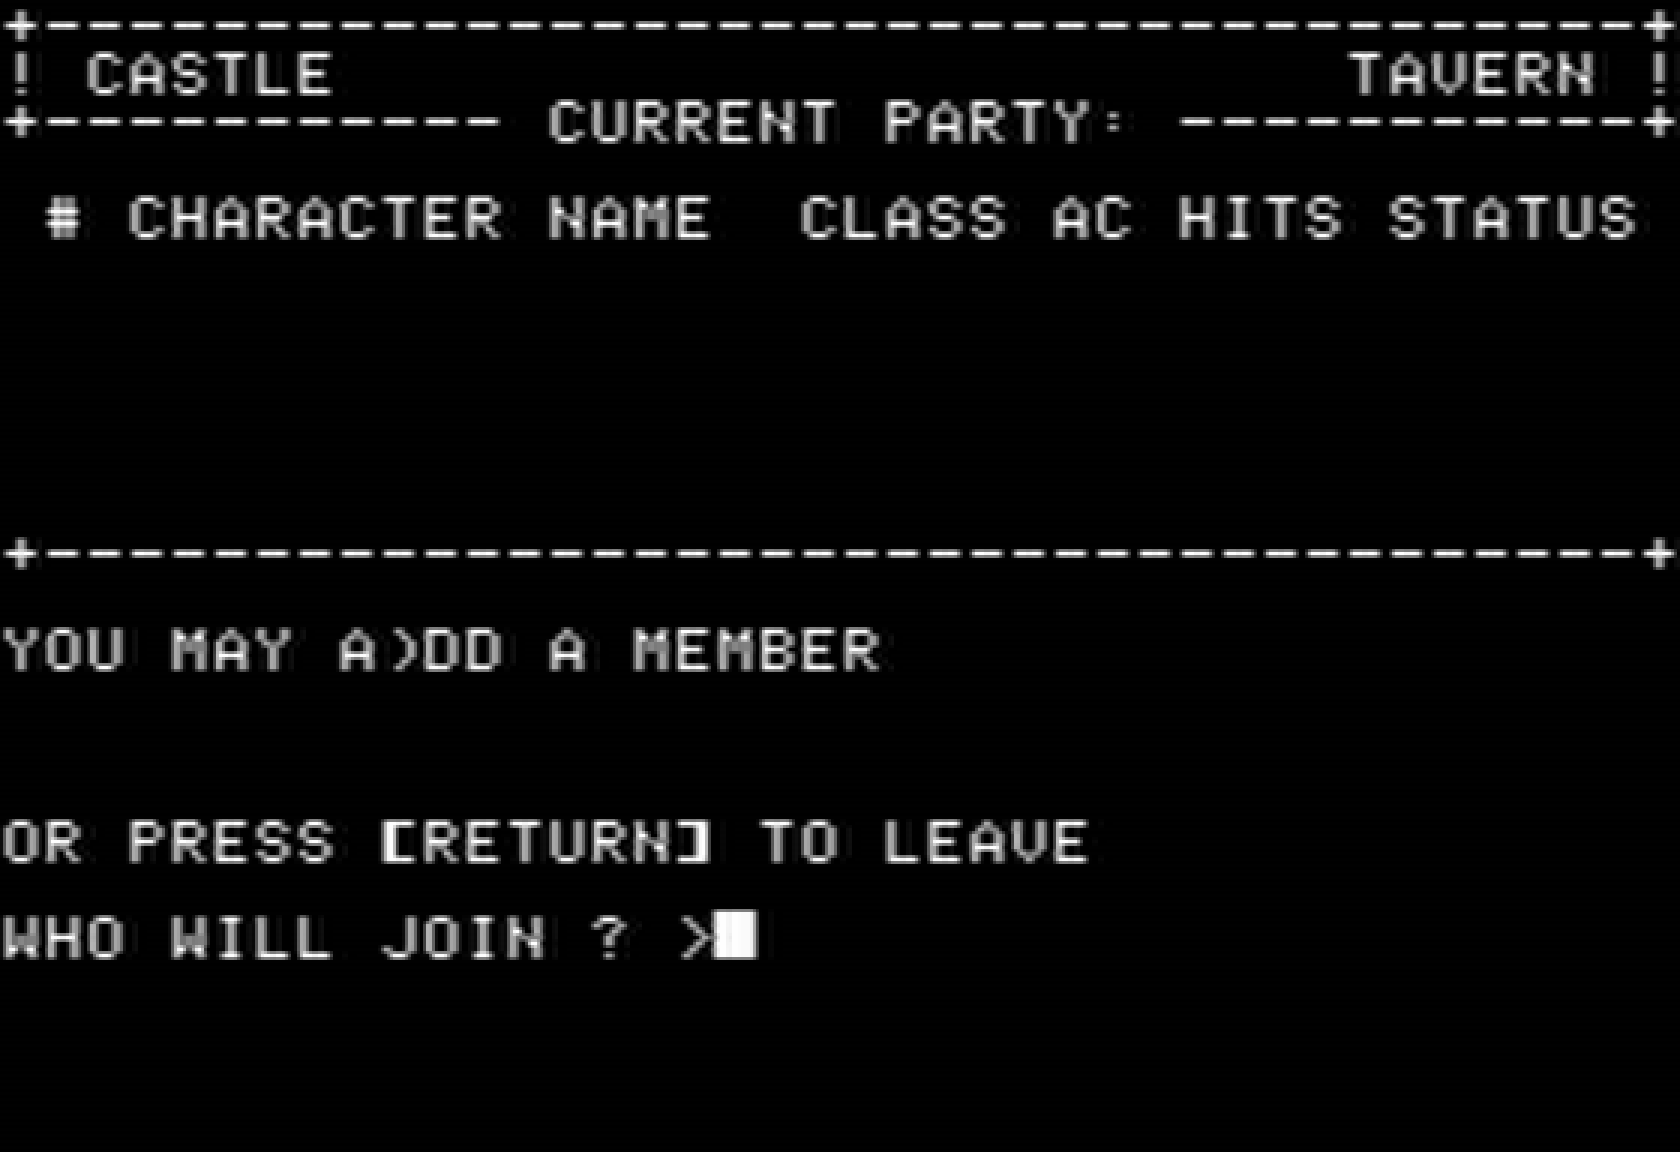 +--------------------------------------+
! CASTLE                        TAVERN !
+----------- CURRENT PARTY: -----------+
 # CHARACTER NAME  CLASS AC HITS STATUS
+--------------------------------------+
YOU MAY A>DD A MEMBER
OR PRESS [RETURN] TO LEAVE
WHO WILL JOIN ? >